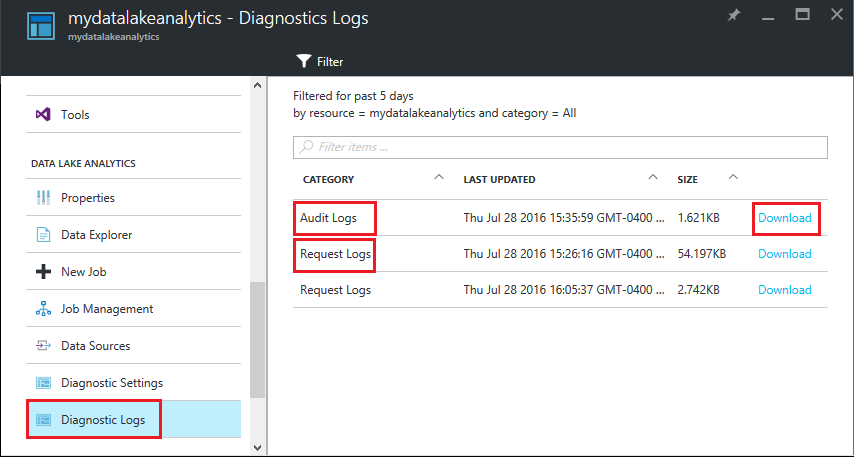 mydatalakeanalytics - Diagnostics Logs
mydatalakeanalytics
Filter
Tools
DATA LAKE ANALYTICS
Properties
Data Explorer
New Job
Job Management
Data Sources
Diagnostic Settings
Diagnostic Logs
Filtered for past 5 days
by resource = mydatalakeanalytics and category = All
Filter items ...
CATEGORY LAST UPDATED SIZE
Audit Logs Thu Jul 28 2016 15:35:59 GMT-0400 ... 1.621KB Download
Request Logs Thu Jul 28 2016 15:26:16 GMT-0400 ... 54.197KB Download
Request Logs Thu Jul 28 2016 16:05:37 GMT-0400 ... 2.742KB Download